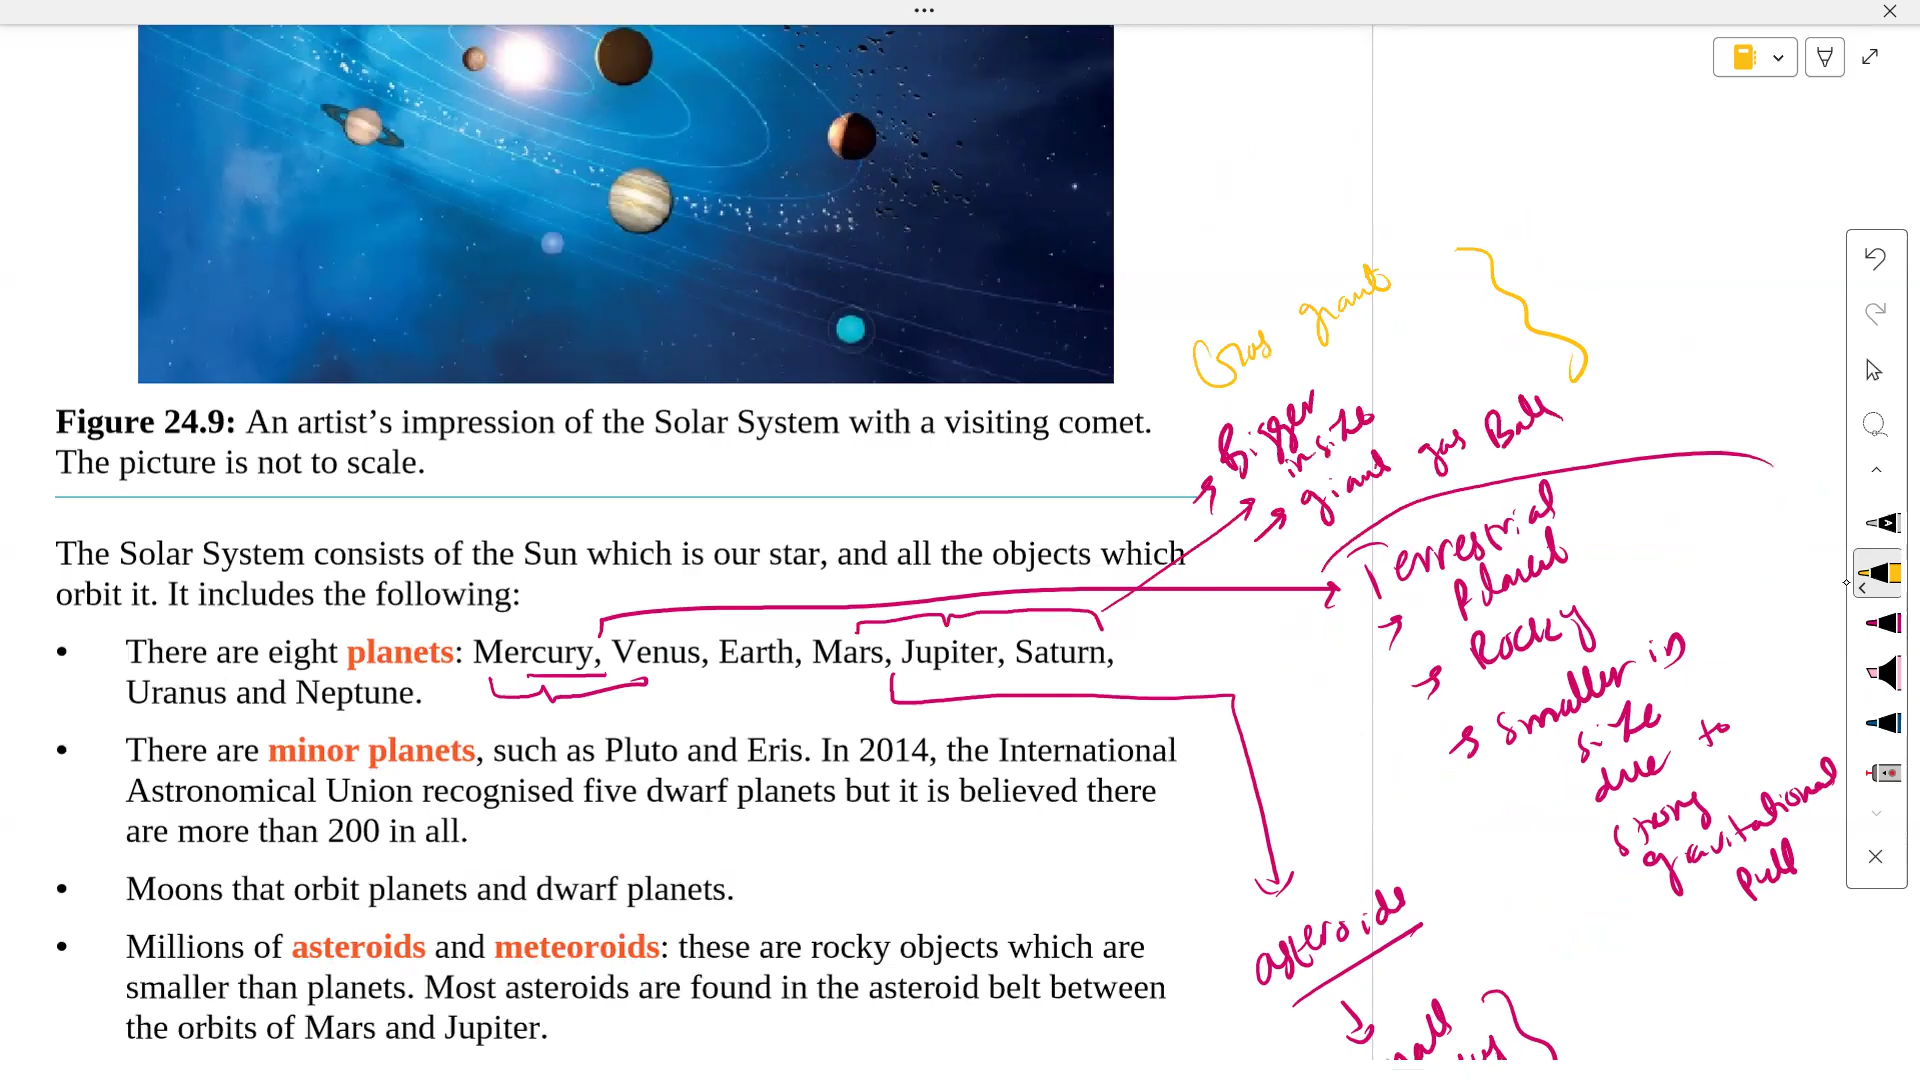 Figure 24.9: An artist’s impression of the Solar System with a visiting comet.
The picture is not to scale.
The Solar System consists of the Sun which is our star, and all the objects which
orbit it. It includes the following:
• There are eight planets: Mercury, Venus, Earth, Mars, Jupiter, Saturn,
Uranus and Neptune.
• There are minor planets, such as Pluto and Eris. In 2014, the International
Astronomical Union recognised five dwarf planets but it is believed there
are more than 200 in all.
• Moons that orbit planets and dwarf planets.
• Millions of asteroids and meteoroids: these are rocky objects which are
smaller than planets. Most asteroids are found in the asteroid belt between
the orbits of Mars and Jupiter.
Gas giants
Bigger
in size
giant gas Ball
Terrestrial
Planet
Rocky
Smaller in
size
due to
strong
gravitational
pull
asteroids